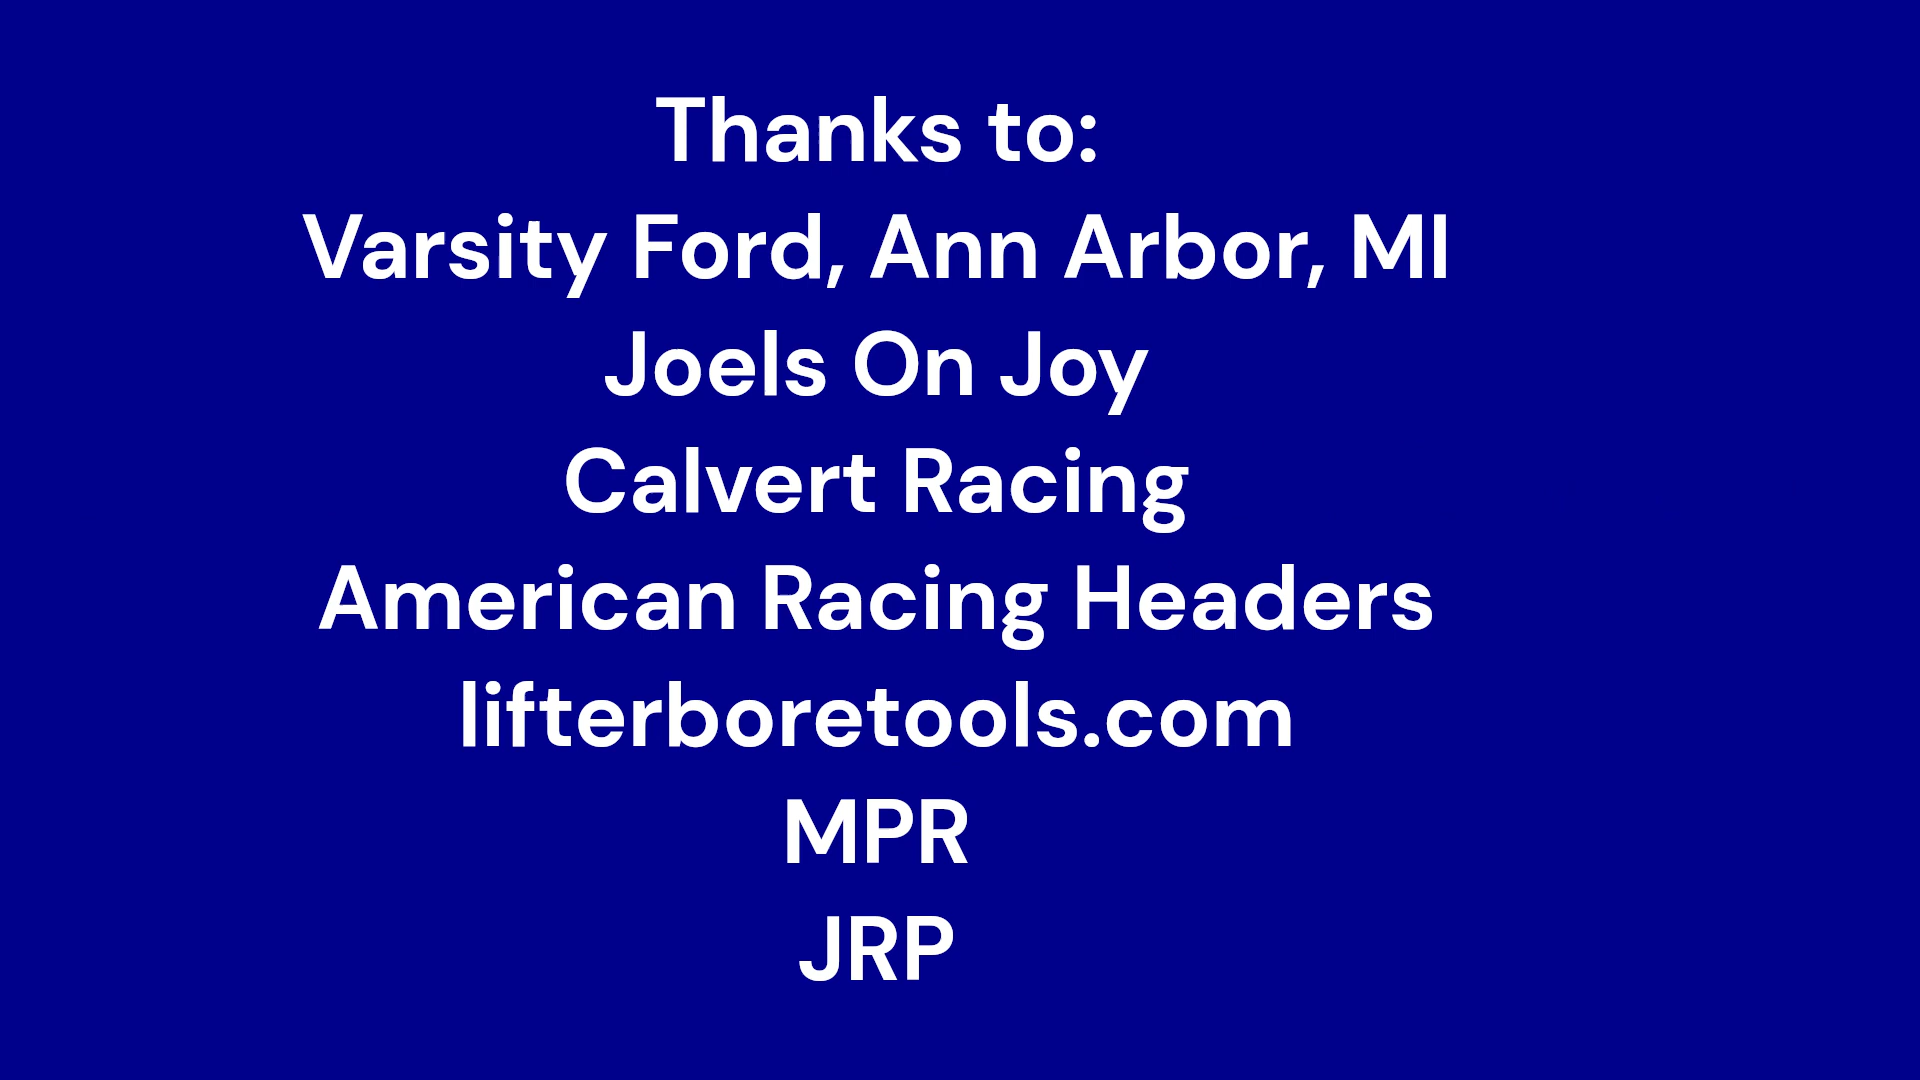 Thanks to:
Varsity Ford, Ann Arbor, MI
Joels On Joy
Calvert Racing
American Racing Headers
lifterboretools.com
MPR
JRP